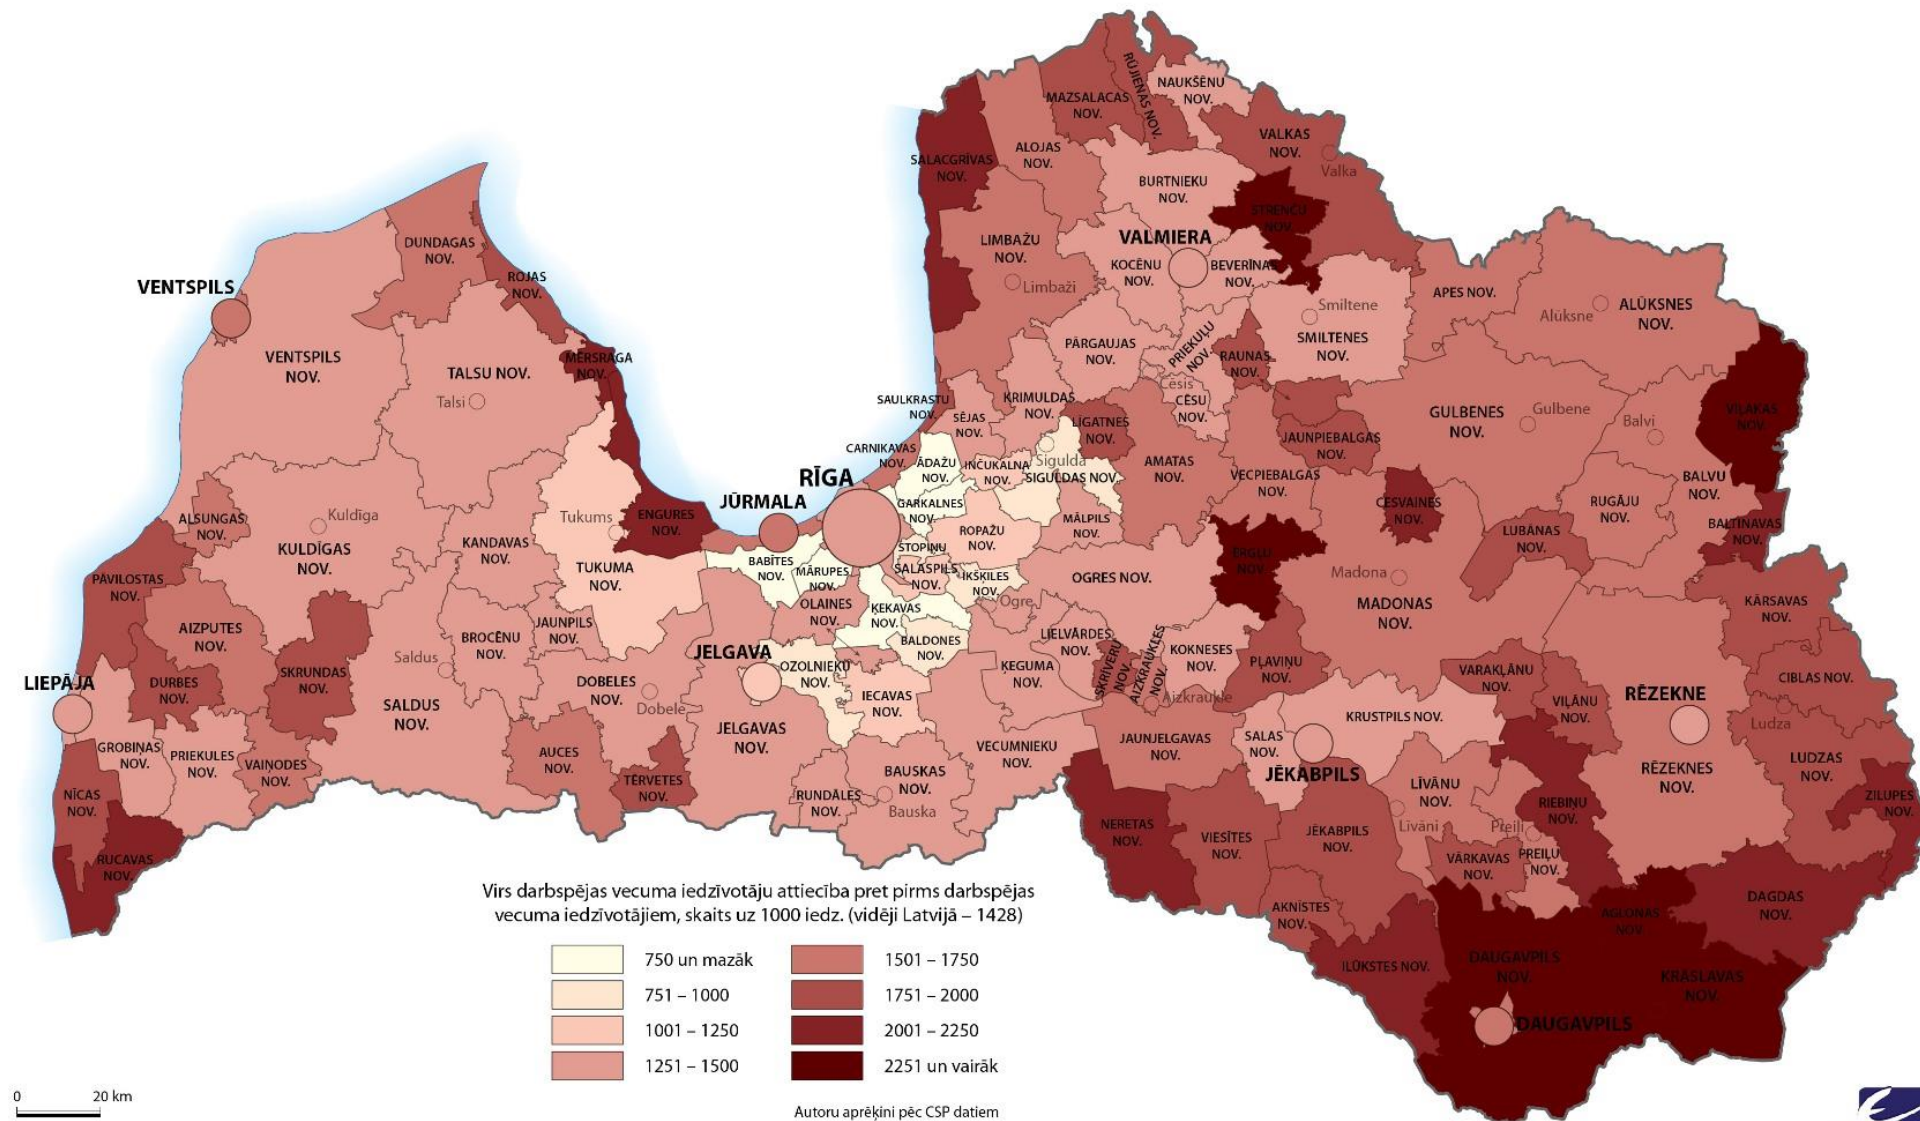 RŪJIENAS NOV.
NAUKŠĒNU
NOV.
MAZSALACAS
NOV.
VALKAS
NOV.
Valka
ALOJAS
NOV.
SALACGRĪVAS
NOV.
BURTNIEKU
NOV.
STRENČU
NOV.
DUNDAGAS
NOV.
LIMBAŽU
NOV.
Limbaži
VALMIERA
KOCĒNU
NOV.
BEVERĪNAS
NOV.
ROJAS
NOV.
VENTSPILS
APES NOV.
Alūksne
ALŪKSNES
NOV.
Smiltene
SMILTENES
NOV.
VENTSPILS
NOV.
MĒRSRAGA
NOV.
TALSU NOV.
Talsi
PĀRGAUJAS
NOV.
PRIEKUĻU
NOV.
RAUNAS
NOV.
Cēsis
CĒSU
NOV.
SAULKRASTU
NOV.
SĒJAS
NOV.
KRIMULDAS
NOV.
LĪGATNES
NOV.
GULBENES
NOV.
Gulbene
Balvi
VIĻAKAS
NOV.
JAUNPIEBALGAS
NOV.
CARNIKAVAS
NOV.
ĀDAŽU
NOV.
INČUKALNA
NOV.
Sigulda
SIGULDAS NOV.
AMATAS
NOV.
VECPIEBALGAS
NOV.
BALVU
NOV.
RĪGA
JŪRMALA
GARKALNES
NOV.
CESVAINES
NOV.
RUGĀJU
NOV.
BALTINAVAS
NOV.
ALSUNGAS
NOV.
Kuldīga
KULDĪGAS
NOV.
KANDAVAS
NOV.
Tukums
ENGURES
NOV.
ROPAŽU
NOV.
MĀLPILS
NOV.
LUBĀNAS
NOV.
TUKUMA
NOV.
BABĪTES
NOV.
MĀRUPES
NOV.
STOPIŅU
SALASPILS
NOV.
IKŠĶILES
NOV.
OGRES NOV.
ĒRGĻU
NOV.
Madona
MADONAS
NOV.
PĀVILOSTAS
NOV.
OLAINES
NOV.
ĶEKAVAS
NOV.
Ogre
KĀRSAVAS
NOV.
AIZPUTES
NOV.
BROCĒNU
NOV.
JAUNPILS
NOV.
BALDONES
NOV.
LIELVĀRDES
NOV.
SKRĪVERU
NOV.
AIZKRAUKLES
NOV.
KOKNESES
NOV.
PĻAVIŅU
NOV.
Saldus
JELGAVA
OZOLNIEKU
NOV.
ĶEGUMA
NOV.
VARAKĻĀNU
NOV.
CIBLAS NOV.
LIEPĀJA
DURBES
NOV.
SKRUNDAS
NOV.
SALDUS
NOV.
DOBELES
NOV.
Dobele
IECAVAS
NOV.
Aizkraukle
VIĻĀNU
NOV.
RĒZEKNE
Ludza
KRUSTPILS NOV.
JELGAVAS
NOV.
JAUNJELGAVAS
NOV.
SALAS
NOV.
GROBIŅAS
NOV.
PRIEKULES
NOV.
VAIŅODES
NOV.
AUCES
NOV.
VECUMNIEKU
NOV.
JĒKABPILS
RĒZEKNES
NOV.
LUDZAS
NOV.
TĒRVETES
NOV.
BAUSKAS
NOV.
LĪVĀNU
NOV.
NĪCAS
NOV.
RUNDĀLES
NOV.
Bauska
RIEBIŅU
NOV.
ZILUPES
NOV.
NERETAS
NOV.
VIESĪTES
NOV.
JĒKABPILS
NOV.
Līvāni
Preiļi
RUCAVAS
NOV.
VĀRKAVAS
NOV.
PREIĻU
NOV.
DAGDAS
NOV.
AKNĪSTES
NOV.
AGLONAS
NOV.
ILŪKSTES NOV.
DAUGAVPILS
NOV.
KRĀSLAVAS
NOV.
DAUGAVPILS
Virs darbspējas vecuma iedzīvotāju attiecība pret pirms darbspējas
vecuma iedzīvotājiem, skaits uz 1000 iedz. (vidēji Latvijā – 1428)
750 un mazāk
751 – 1000
1001 – 1250
1251 – 1500
1501 – 1750
1751 – 2000
2001 – 2250
2251 un vairāk
0 20 km
Autoru aprēķini pēc CSP datiem